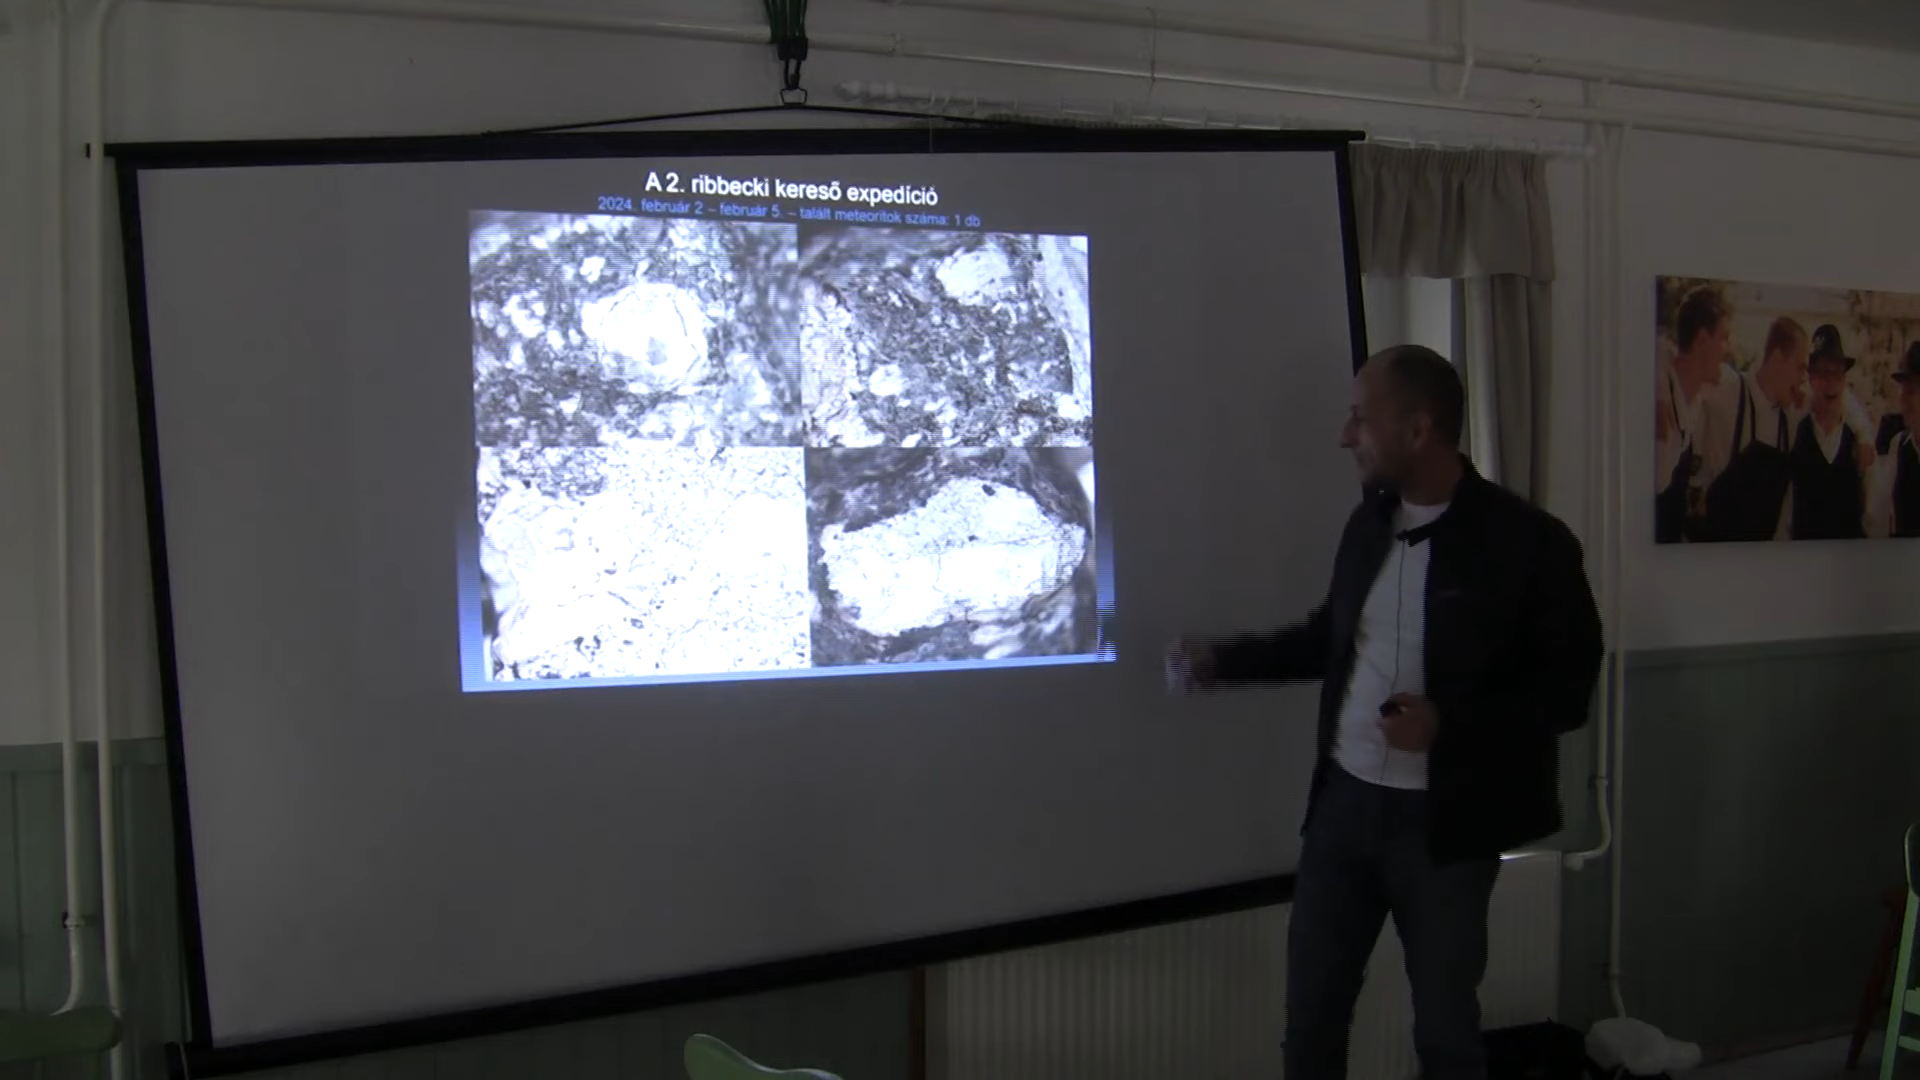 A 2. ribbecki kereső expedíció
2024. február 2 – február 5. – talált meteoritok száma: 1 db